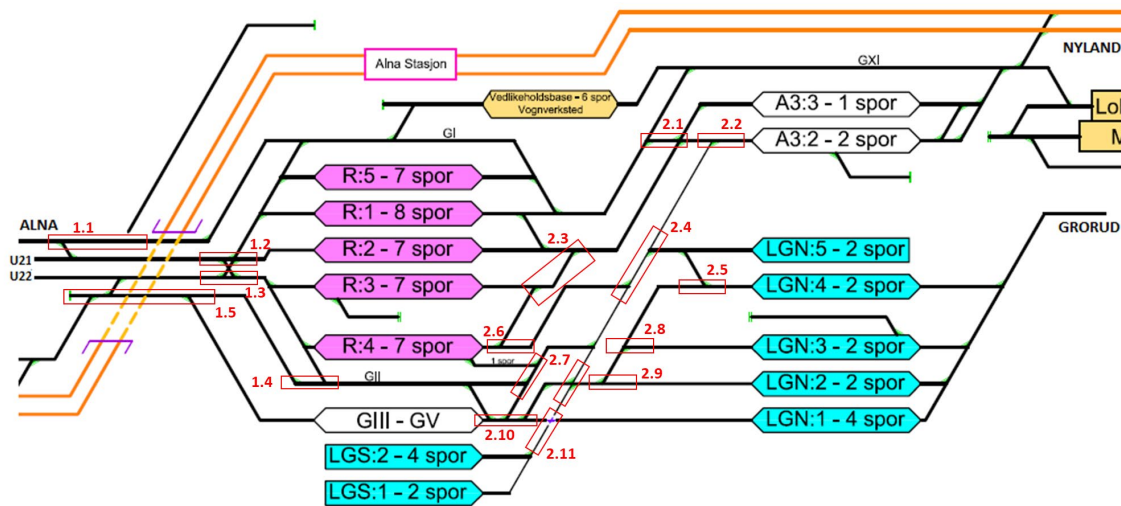 NYLAND
Alna Stasjon
GXI
Vedlikeholdsbase - 6 spor
Vognverksted
A3:3 - 1 spor
Lo
GI
2.1
2.2
A3:2 - 2 spor
M
R:5 - 7 spor
ALNA
1.1
R:1 - 8 spor
GRORUD
U21
1.2
R:2 - 7 spor
2.3
2.4
LGN:5 - 2 spor
U22
1.3
R:3 - 7 spor
2.5
LGN:4 - 2 spor
1.5
2.6
2.8
R:4 - 7 spor
1 spor
2.7
LGN:3 - 2 spor
1.4
GII
2.9
LGN:2 - 2 spor
GIII - GV
2.10
LGN:1 - 4 spor
LGS:2 - 4 spor
2.11
LGS:1 - 2 spor